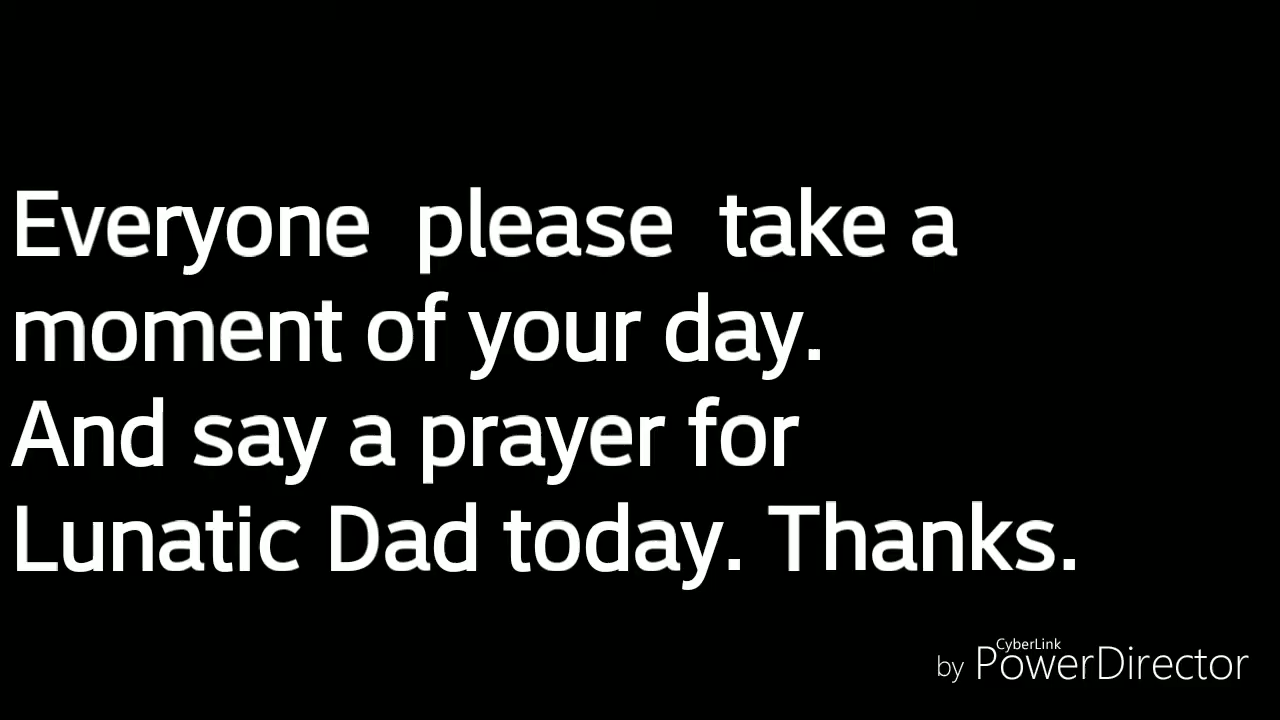 Everyone  please  take a
moment of your day.
And say a prayer for
Lunatic Dad today. Thanks.
CyberLink
by PowerDirector